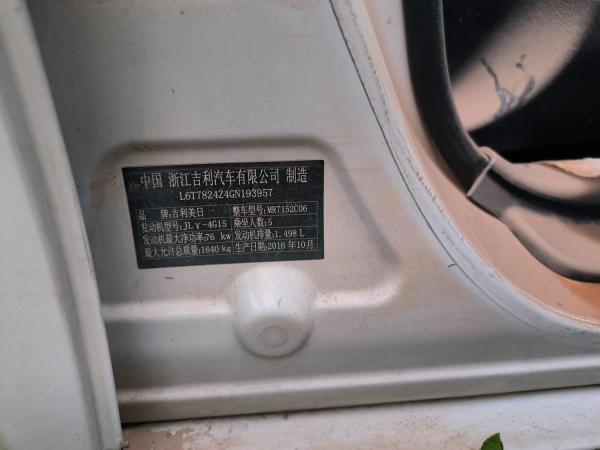 中国 浙江吉利汽车有限公司 制造
L6T7824Z4GN193957
品 牌:吉利美日 整车型号:MR7152C06
发动机型号:JLγ-4G15 乘坐人数:5
发动机最大净功率:76 kw 发动机排量:1.498 L
最大允许总质量:1640 kg 生产日期:2016 年10月